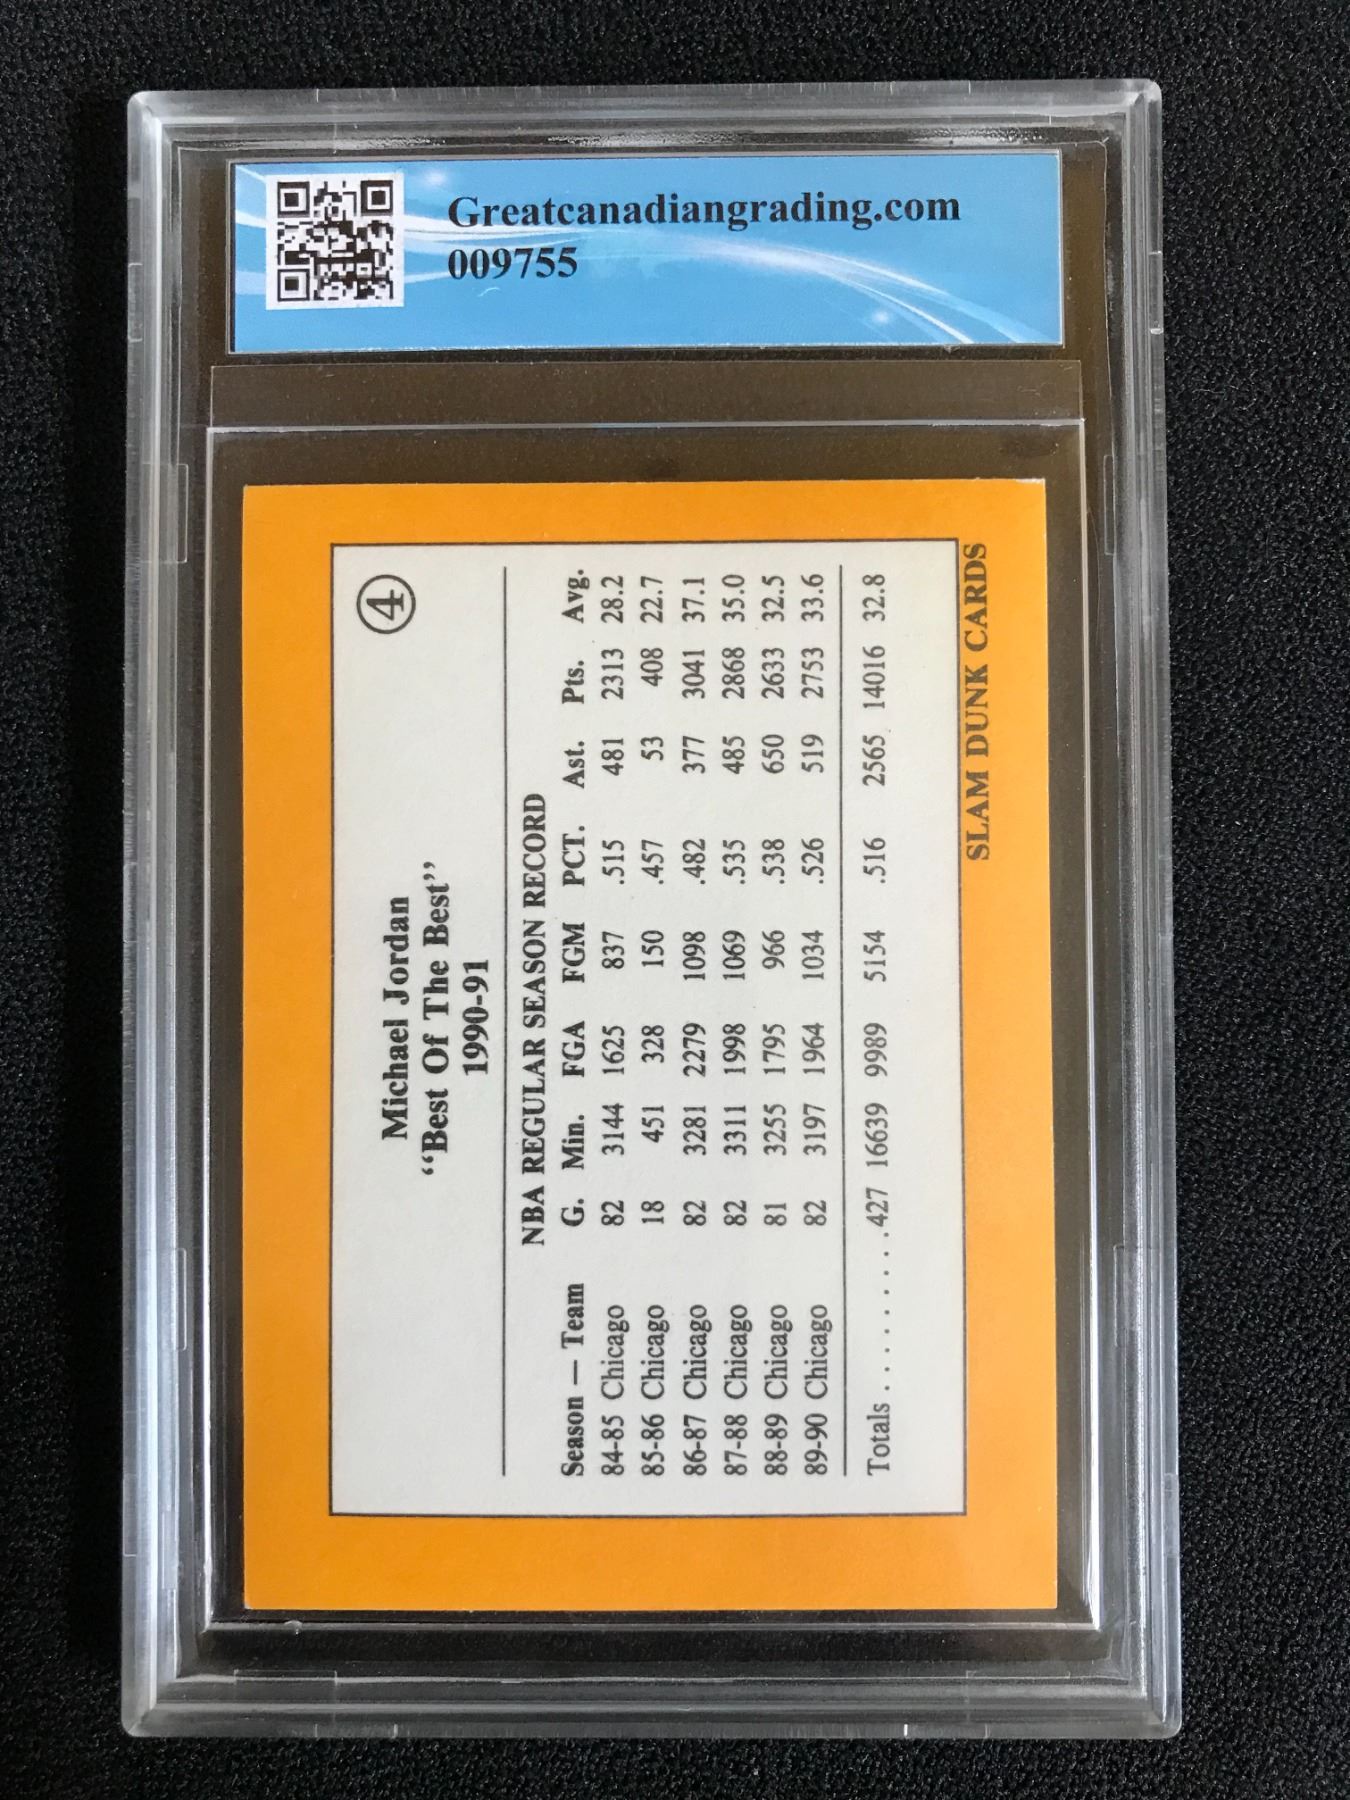 Greatcanadiangrading.com
009755
4
Michael Jordan
“Best Of The Best”
1990-91
NBA REGULAR SEASON RECORD
Season — Team G. Min. FGA FGM PCT. Ast. Pts. Avg.
84-85 Chicago 82 3144 1625 837 .515 481 2313 28.2
85-86 Chicago 18 451 328 150 .457 53 408 22.7
86-87 Chicago 82 3281 2279 1098 .482 377 3041 37.1
87-88 Chicago 82 3311 1998 1069 .535 485 2868 35.0
88-89 Chicago 81 3255 1795 966 .538 650 2633 32.5
89-90 Chicago 82 3197 1964 1034 .526 519 2753 33.6
Totals . . . . . . . . . 427 16639 9989 5154 .516 2565 14016 32.8
SLAM DUNK CARDS